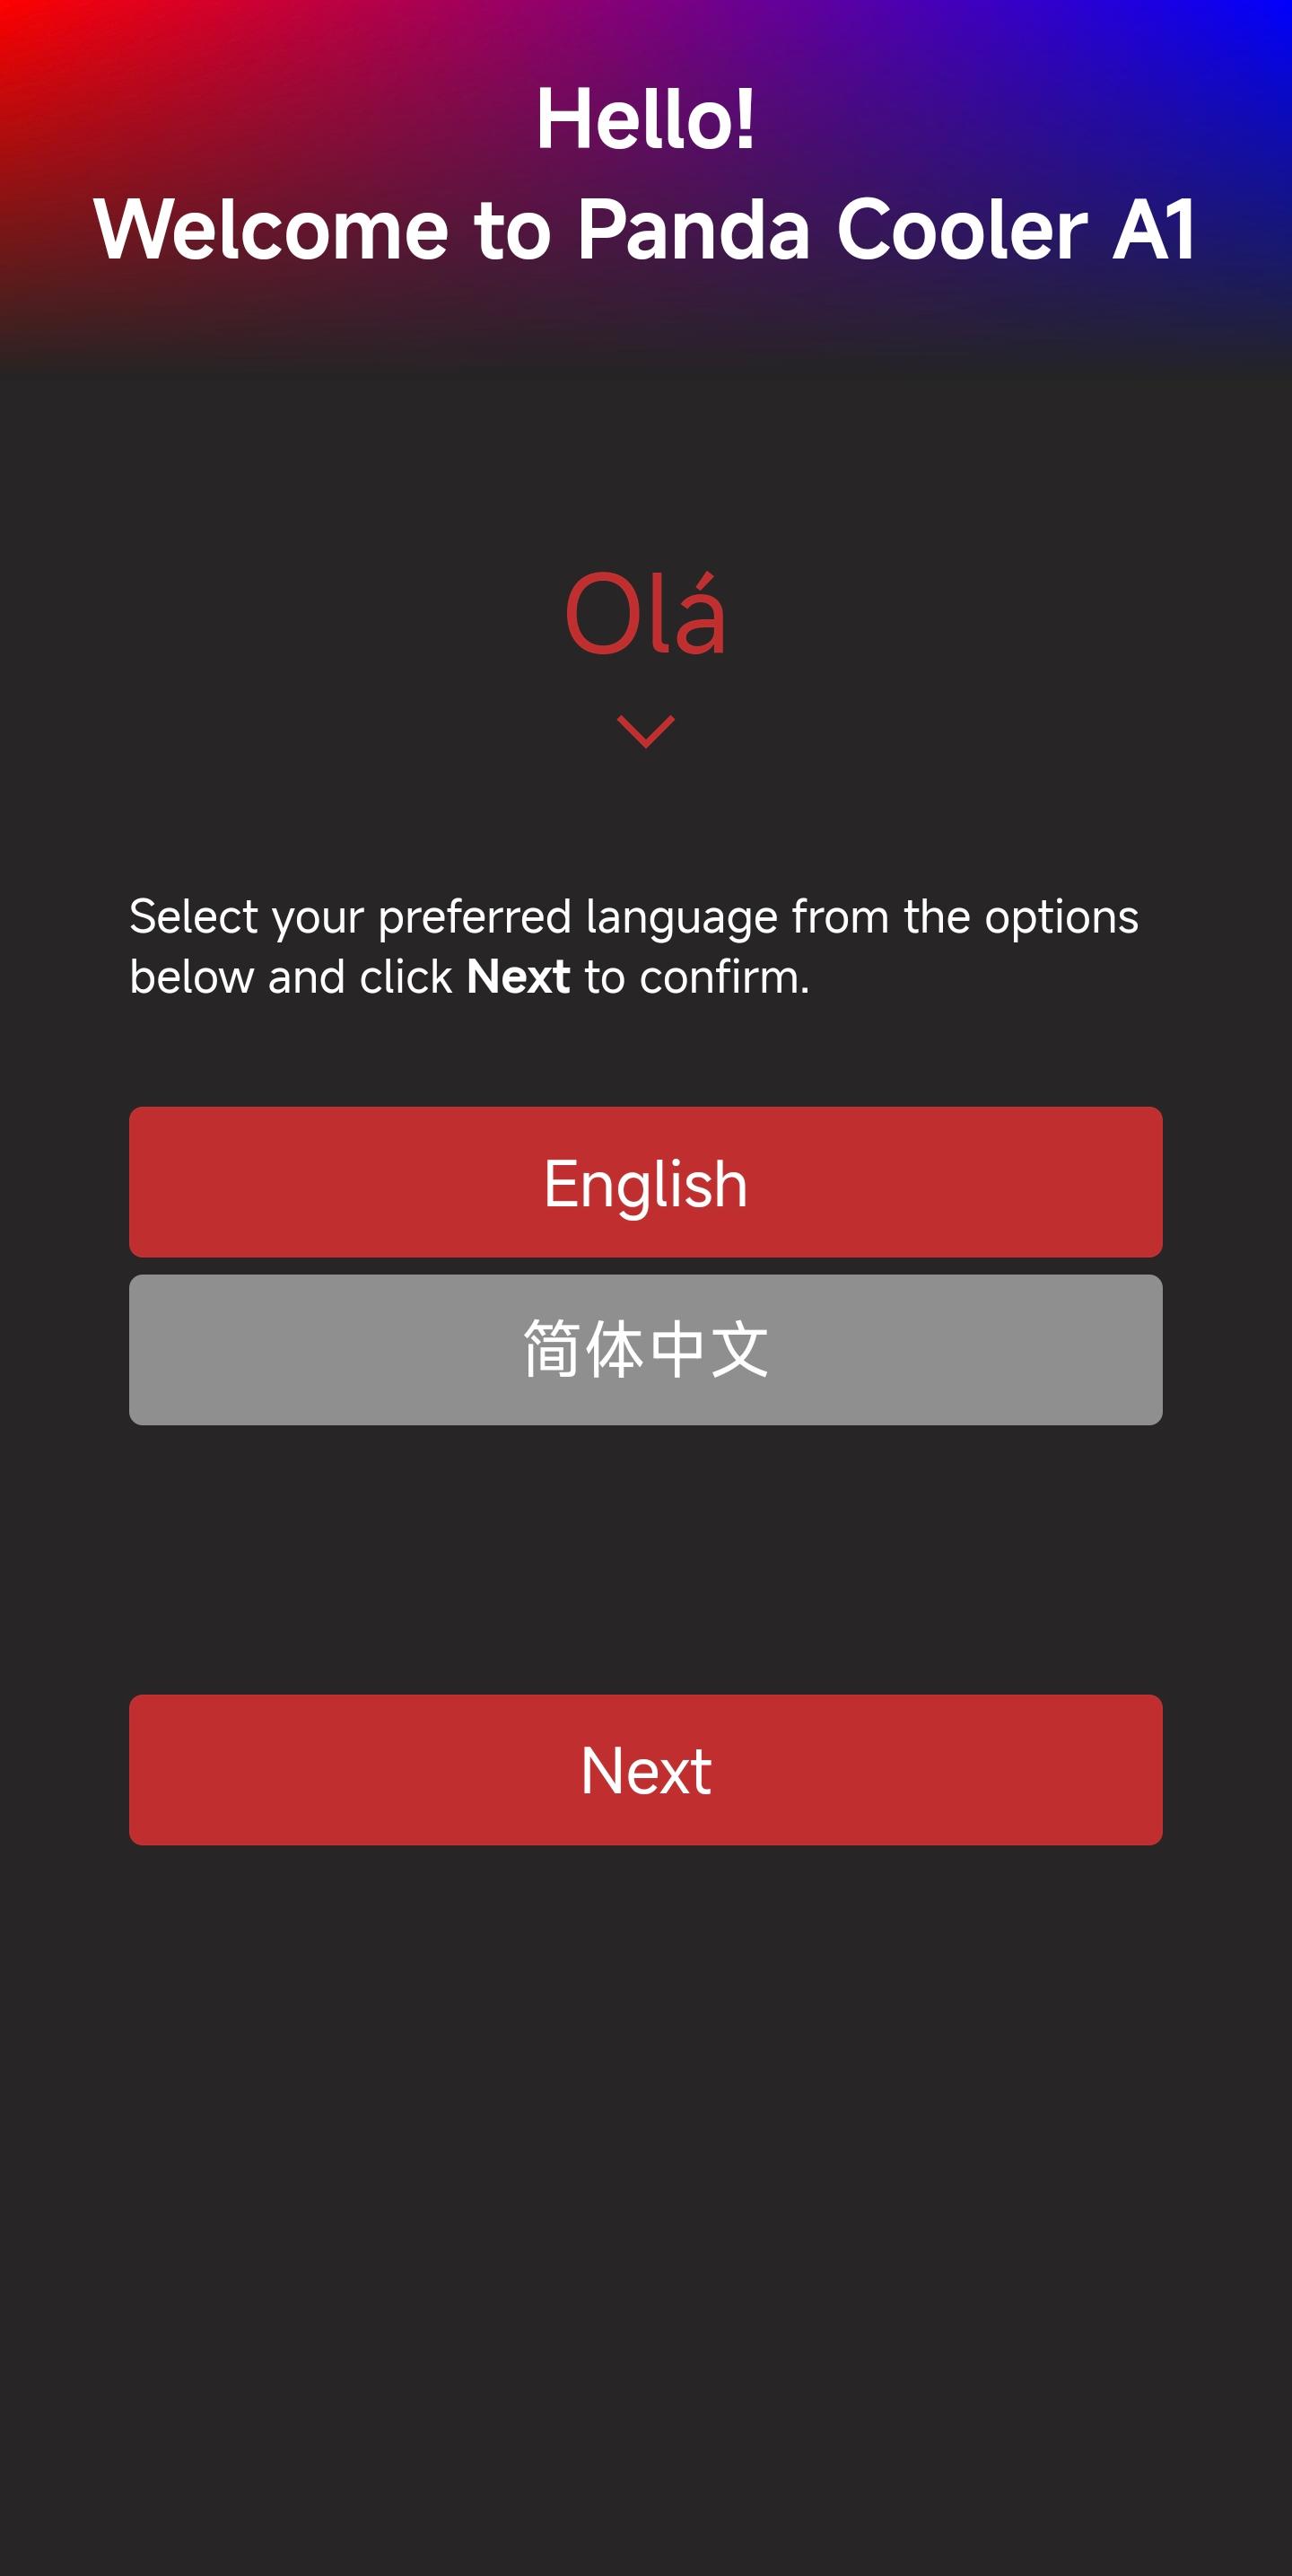 Hello!
Welcome to Panda Cooler A1
Olá
Select your preferred language from the options
below and click Next to confirm.
English
简体中文
Next